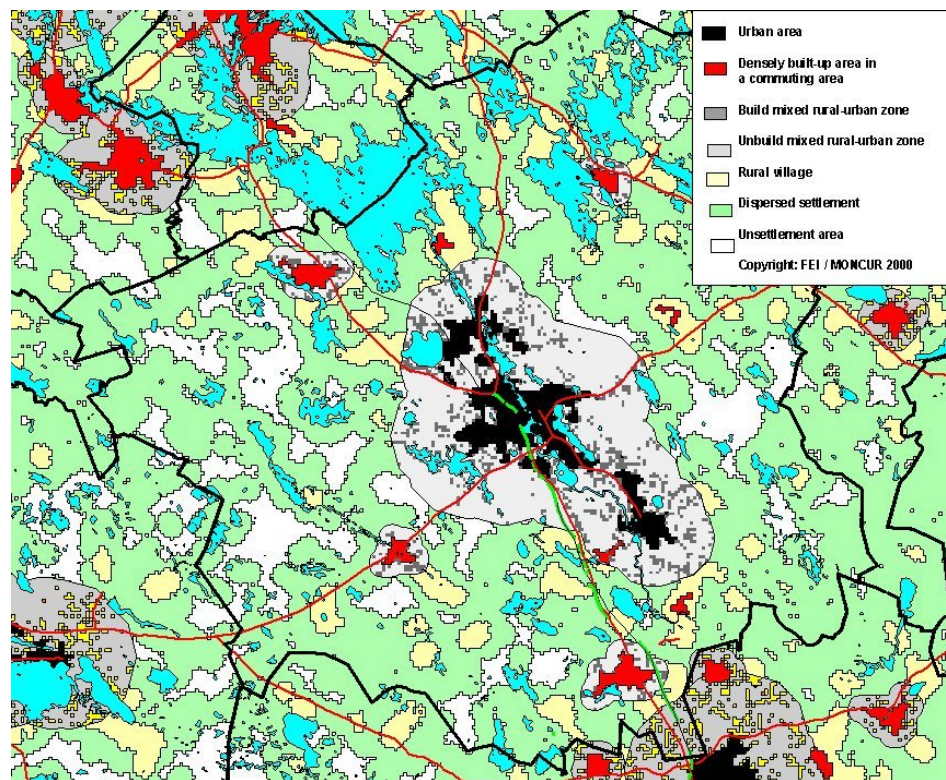 Urban area
Densely built-up area in
a commuting area
Build mixed rural-urban zone
Unbuild mixed rural-urban zone
Rural village
Dispersed settlement
Unsettlement area
Copyright: FEI / MONCUR 2000